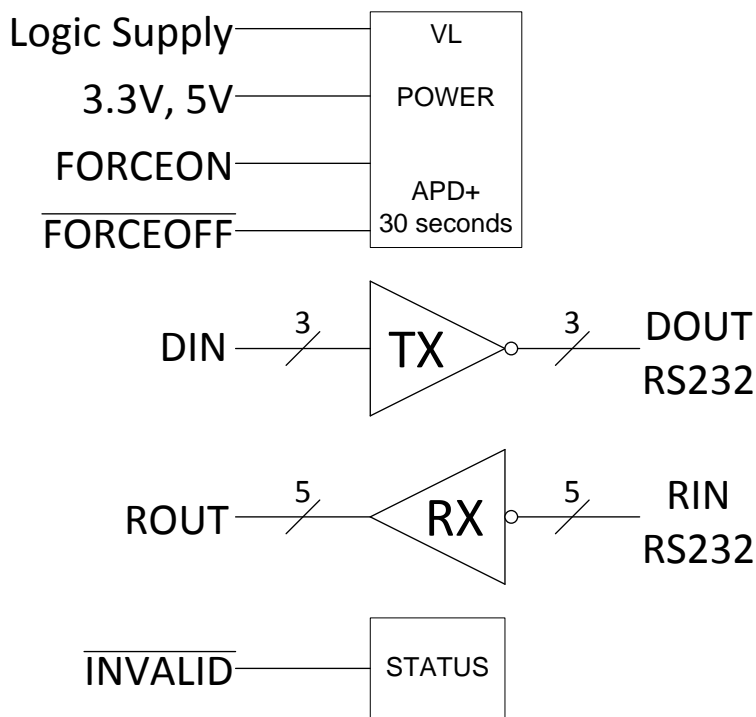 Logic Supply
VL
3.3V, 5V
POWER
FORCEON
APD+
30 seconds
FORCEOFF
DIN
3
TX
3
DOUT
RS232
ROUT
5
RX
5
RIN
RS232
INVALID
STATUS